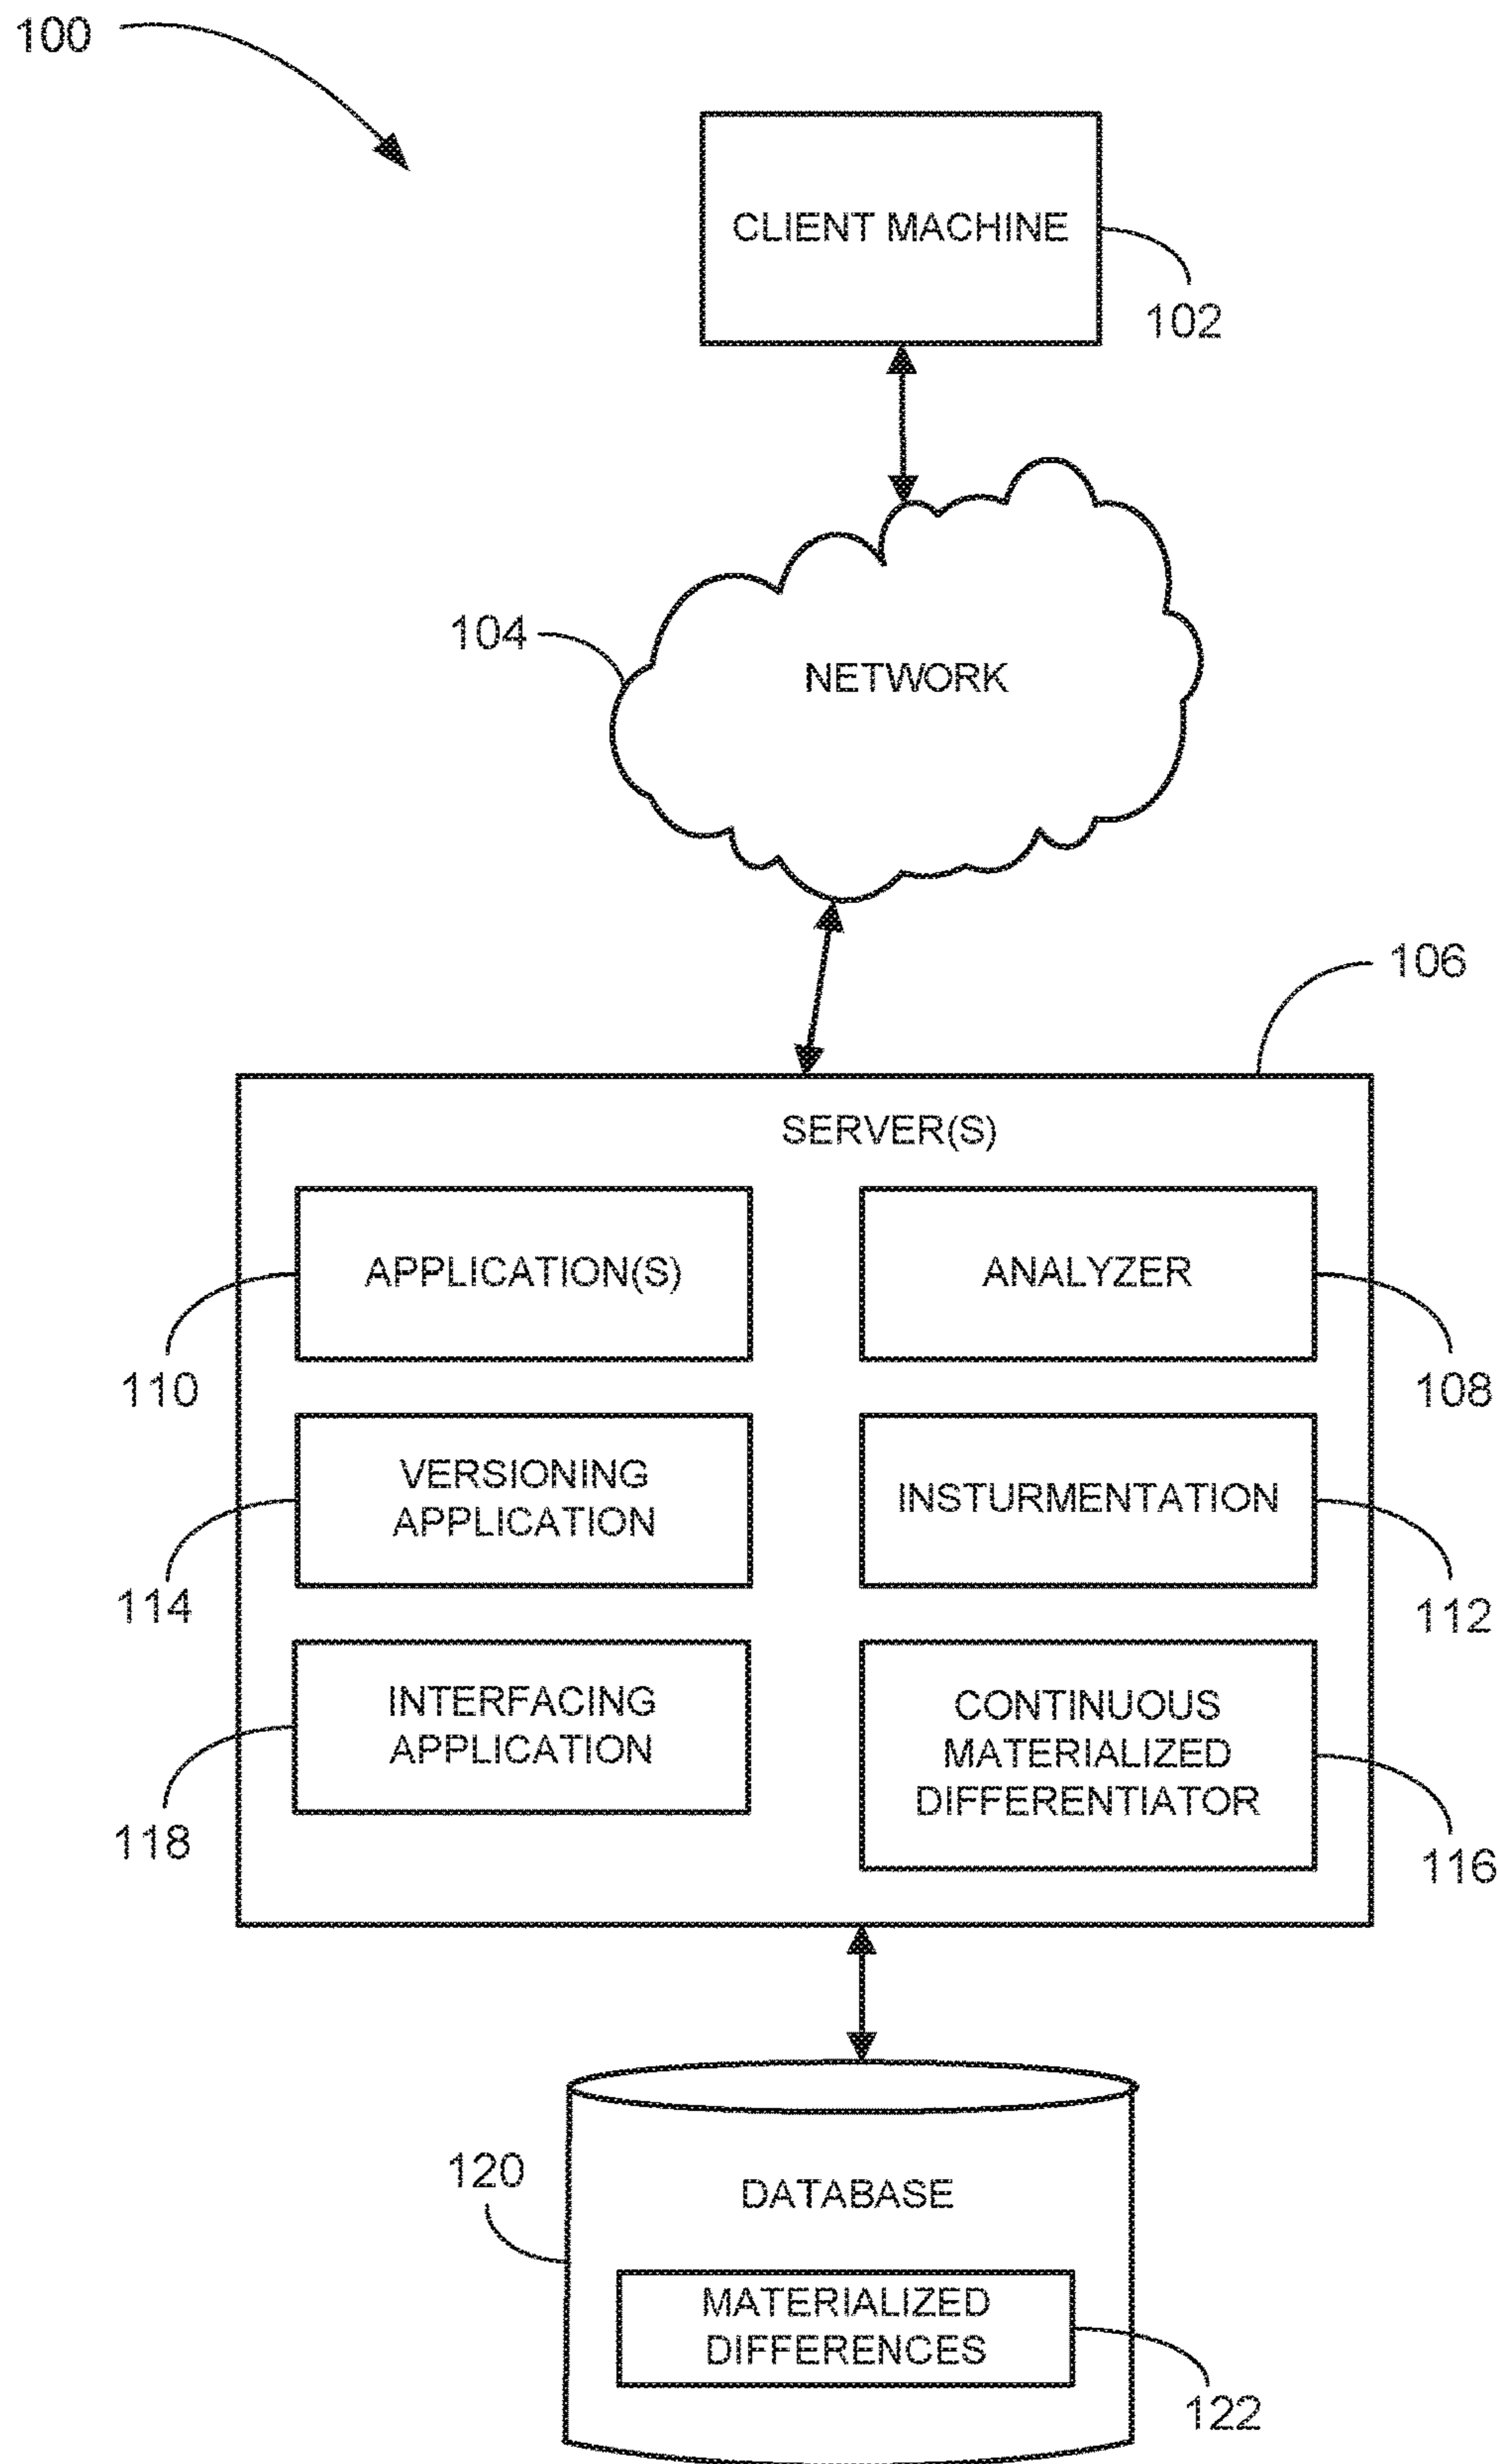 100
CLIENT MACHINE
102
104
NETWORK
106
SERVER(S)
APPLICATION(S)
ANALYZER
110
108
VERSIONING
APPLICATION
INSTURMENTATION
114
112
INTERFACING
APPLICATION
CONTINUOUS
MATERIALIZED
DIFFERENTIATOR
118
116
120
DATABASE
MATERIALIZED
DIFFERENCES
122